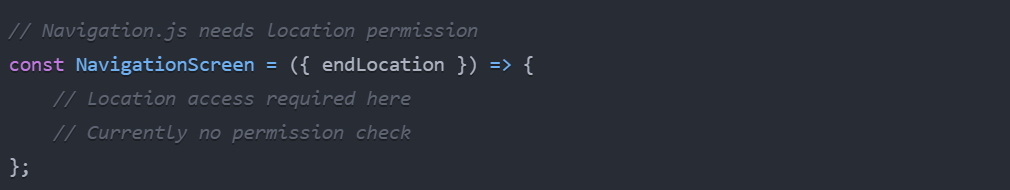 // Navigation.js needs location permission
const NavigationScreen = ({ endLocation }) => {
    // Location access required here
    // Currently no permission check
};